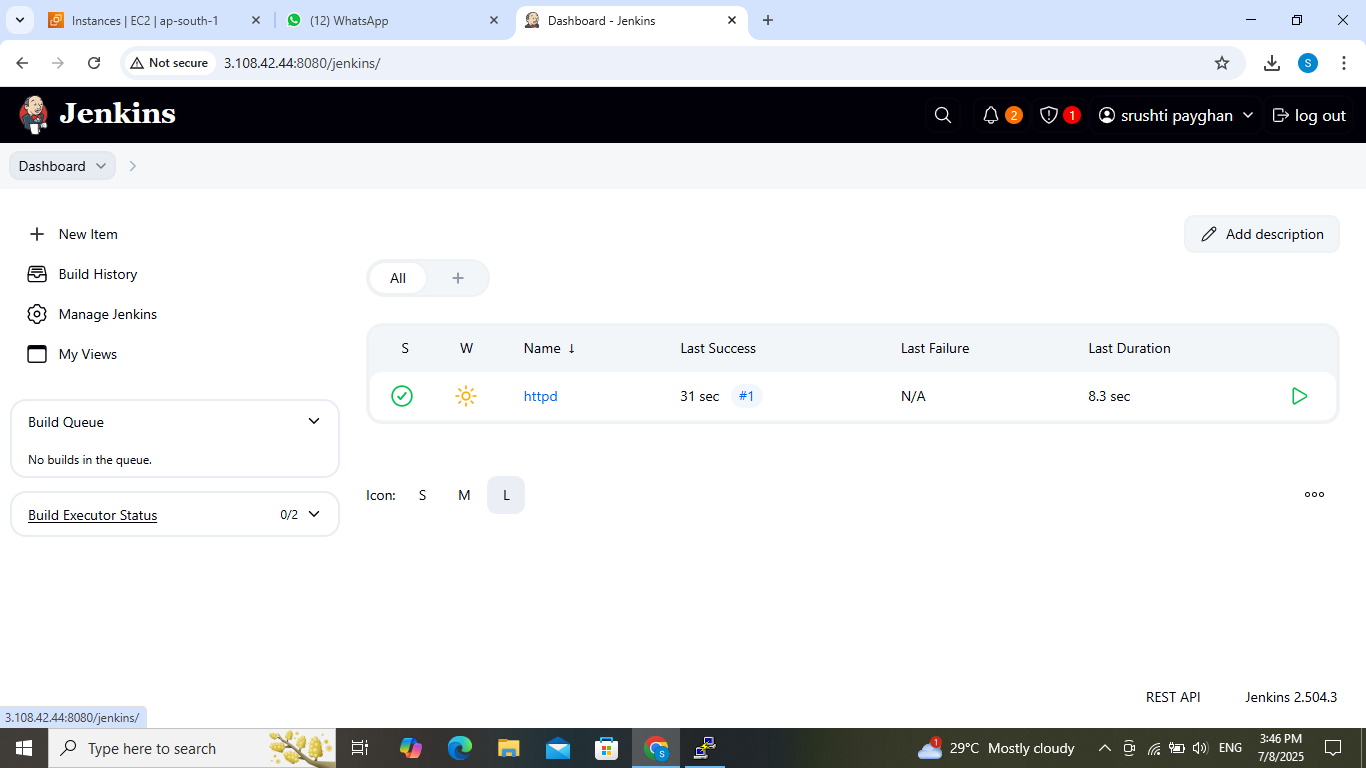 Instances | EC2 | ap-south-1
(12) WhatsApp
Dashboard - Jenkins
Not secure
3.108.42.44:8080/jenkins/
S
Jenkins
2
1
srushti payghan
log out
Dashboard
New Item
Add description
Build History
All
Manage Jenkins
My Views
S W Name ↓ Last Success Last Failure Last Duration
httpd 31 sec #1 N/A 8.3 sec
Build Queue
No builds in the queue.
Icon: S M L
Build Executor Status 0/2
REST API Jenkins 2.504.3
3.108.42.44:8080/jenkins/
Type here to search
S
1
29°C Mostly cloudy
ENG
3:46 PM
7/8/2025